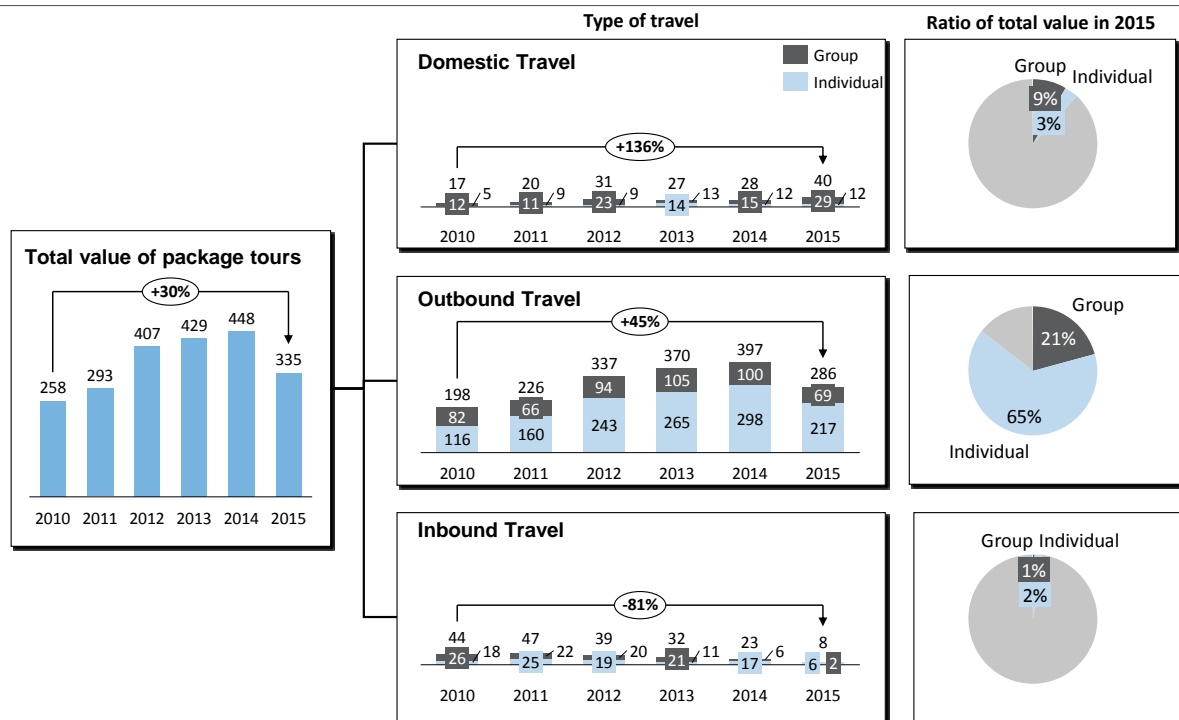 Type of travel
Ratio of total value in 2015
Domestic Travel
Group
Individual
+136%
17 20 31 27 28 40
12 5 11 9 23 9 14 13 15 12 29 12
2010 2011 2012 2013 2014 2015
Group
Individual
9%
3%
Total value of package tours
+30%
258 293 407 429 448 335
2010 2011 2012 2013 2014 2015
Outbound Travel
+45%
198 226 337 370 397 286
82 66 94 105 100 69
116 160 243 265 298 217
2010 2011 2012 2013 2014 2015
Group
21%
65%
Individual
Inbound Travel
-81%
44 47 39 32 23 8
26 18 25 22 19 20 21 11 17 6 6 2
2010 2011 2012 2013 2014 2015
Group Individual
1%
2%